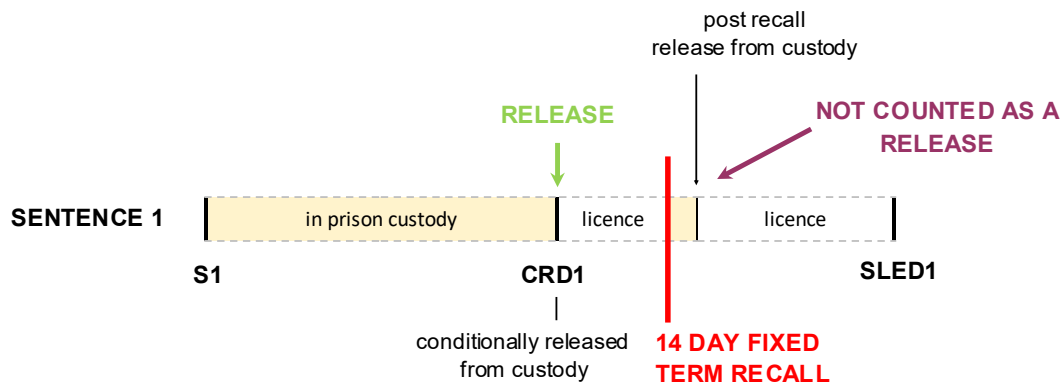 post recall
release from custody
NOT COUNTED AS A
RELEASE
RELEASE
SENTENCE 1
in prison custody
licence
licence
S1
CRD1
SLED1
conditionally released
from custody
14 DAY FIXED
TERM RECALL